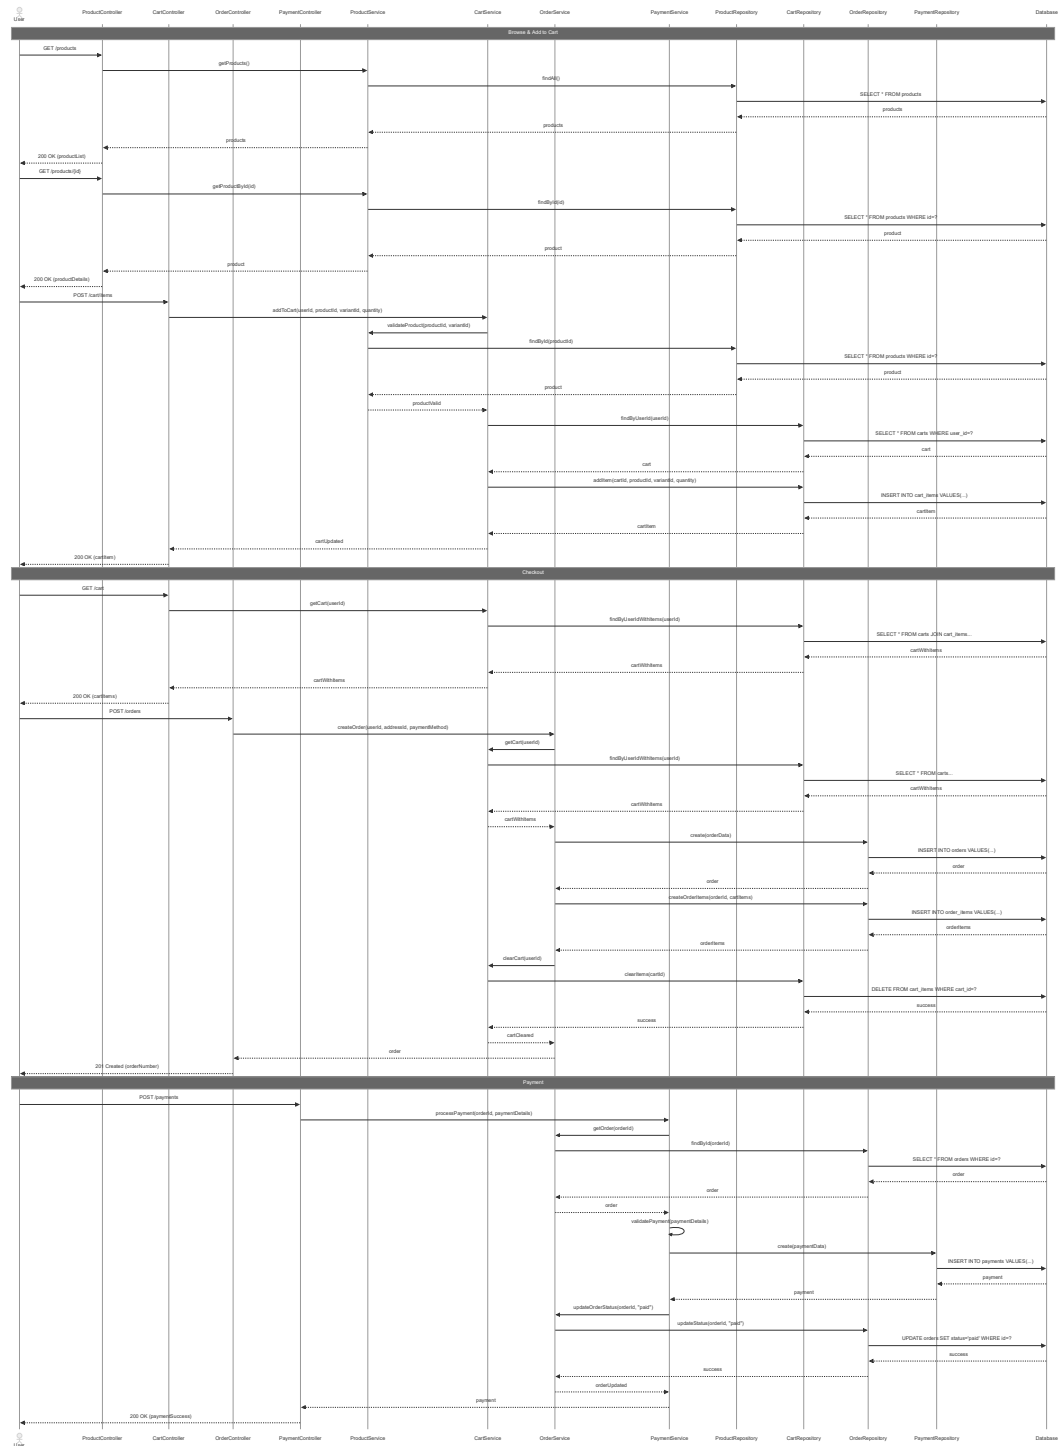 User ProductController CartController OrderController PaymentController ProductService CartService OrderService PaymentService ProductRepository CartRepository OrderRepository PaymentRepository Database
Browse & Add to Cart
GET /products
getProducts()
findAll()
SELECT * FROM products
products
products
products
200 OK (productList)
GET /products/{id}
getProductById(id)
findById(id)
SELECT * FROM products WHERE id=?
product
product
product
200 OK (productDetails)
POST /cart/items
addToCart(userId, productId, variantId, quantity)
validateProduct(productId, variantId)
findById(productId)
SELECT * FROM products WHERE id=?
product
product
productValid
findByUserId(userId)
SELECT * FROM carts WHERE user_id=?
cart
cart
addItem(cartId, productId, variantId, quantity)
INSERT INTO cart_items VALUES(...)
cartItem
cartItem
cartUpdated
200 OK (cartItem)
Checkout
GET /cart
getCart(userId)
findByUserIdWithItems(userId)
SELECT * FROM carts JOIN cart_items...
cartWithItems
cartWithItems
cartWithItems
200 OK (cartItems)
POST /orders
createOrder(userId, addressId, paymentMethod)
getCart(userId)
findByUserIdWithItems(userId)
SELECT * FROM carts...
cartWithItems
cartWithItems
cartWithItems
create(orderData)
INSERT INTO orders VALUES(...)
order
order
createOrderItems(orderId, cartItems)
INSERT INTO order_items VALUES(...)
orderItems
orderItems
clearCart(userId)
clearItems(cartId)
DELETE FROM cart_items WHERE cart_id=?
success
success
cartCleared
order
201 Created (orderNumber)
Payment
POST /payments
processPayment(orderId, paymentDetails)
getOrder(orderId)
findById(orderId)
SELECT * FROM orders WHERE id=?
order
order
order
validatePayment(paymentDetails)
create(paymentData)
INSERT INTO payments VALUES(...)
payment
payment
updateOrderStatus(orderId, "paid")
updateStatus(orderId, "paid")
UPDATE orders SET status='paid' WHERE id=?
success
success
orderUpdated
payment
200 OK (paymentSuccess)
User ProductController CartController OrderController PaymentController ProductService CartService OrderService PaymentService ProductRepository CartRepository OrderRepository PaymentRepository Database